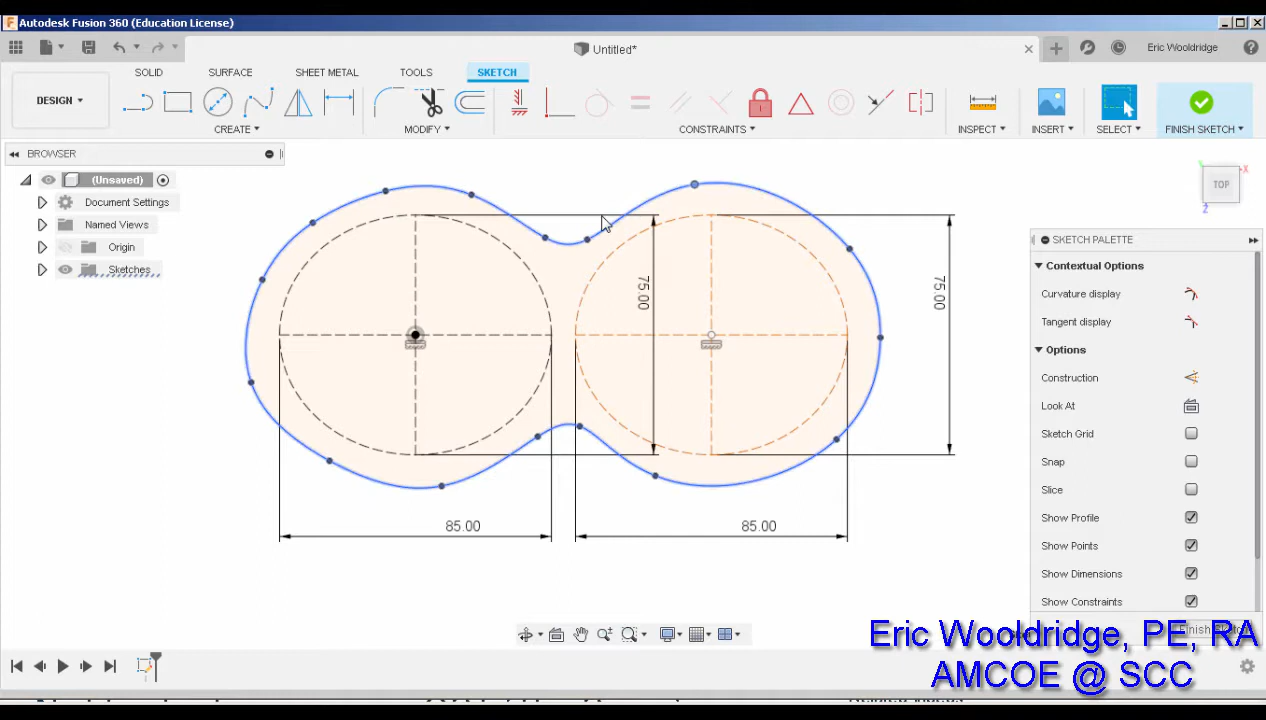 Autodesk Fusion 360 (Education License)
Untitled*
Eric Wooldridge
DESIGN
SOLID
SURFACE
SHEET METAL
TOOLS
SKETCH
CREATE
MODIFY
CONSTRAINTS
INSPECT
INSERT
SELECT
FINISH SKETCH
BROWSER
(Unsaved)
Document Settings
Named Views
Origin
Sketches
TOP
X
Z
SKETCH PALETTE
Contextual Options
Curvature display
Tangent display
Options
Construction
Look At
Sketch Grid
Snap
Slice
Show Profile
Show Points
Show Dimensions
Show Constraints
75.00
75.00
85.00
85.00
Eric Wooldridge, PE, RA
AMCOE @ SCC